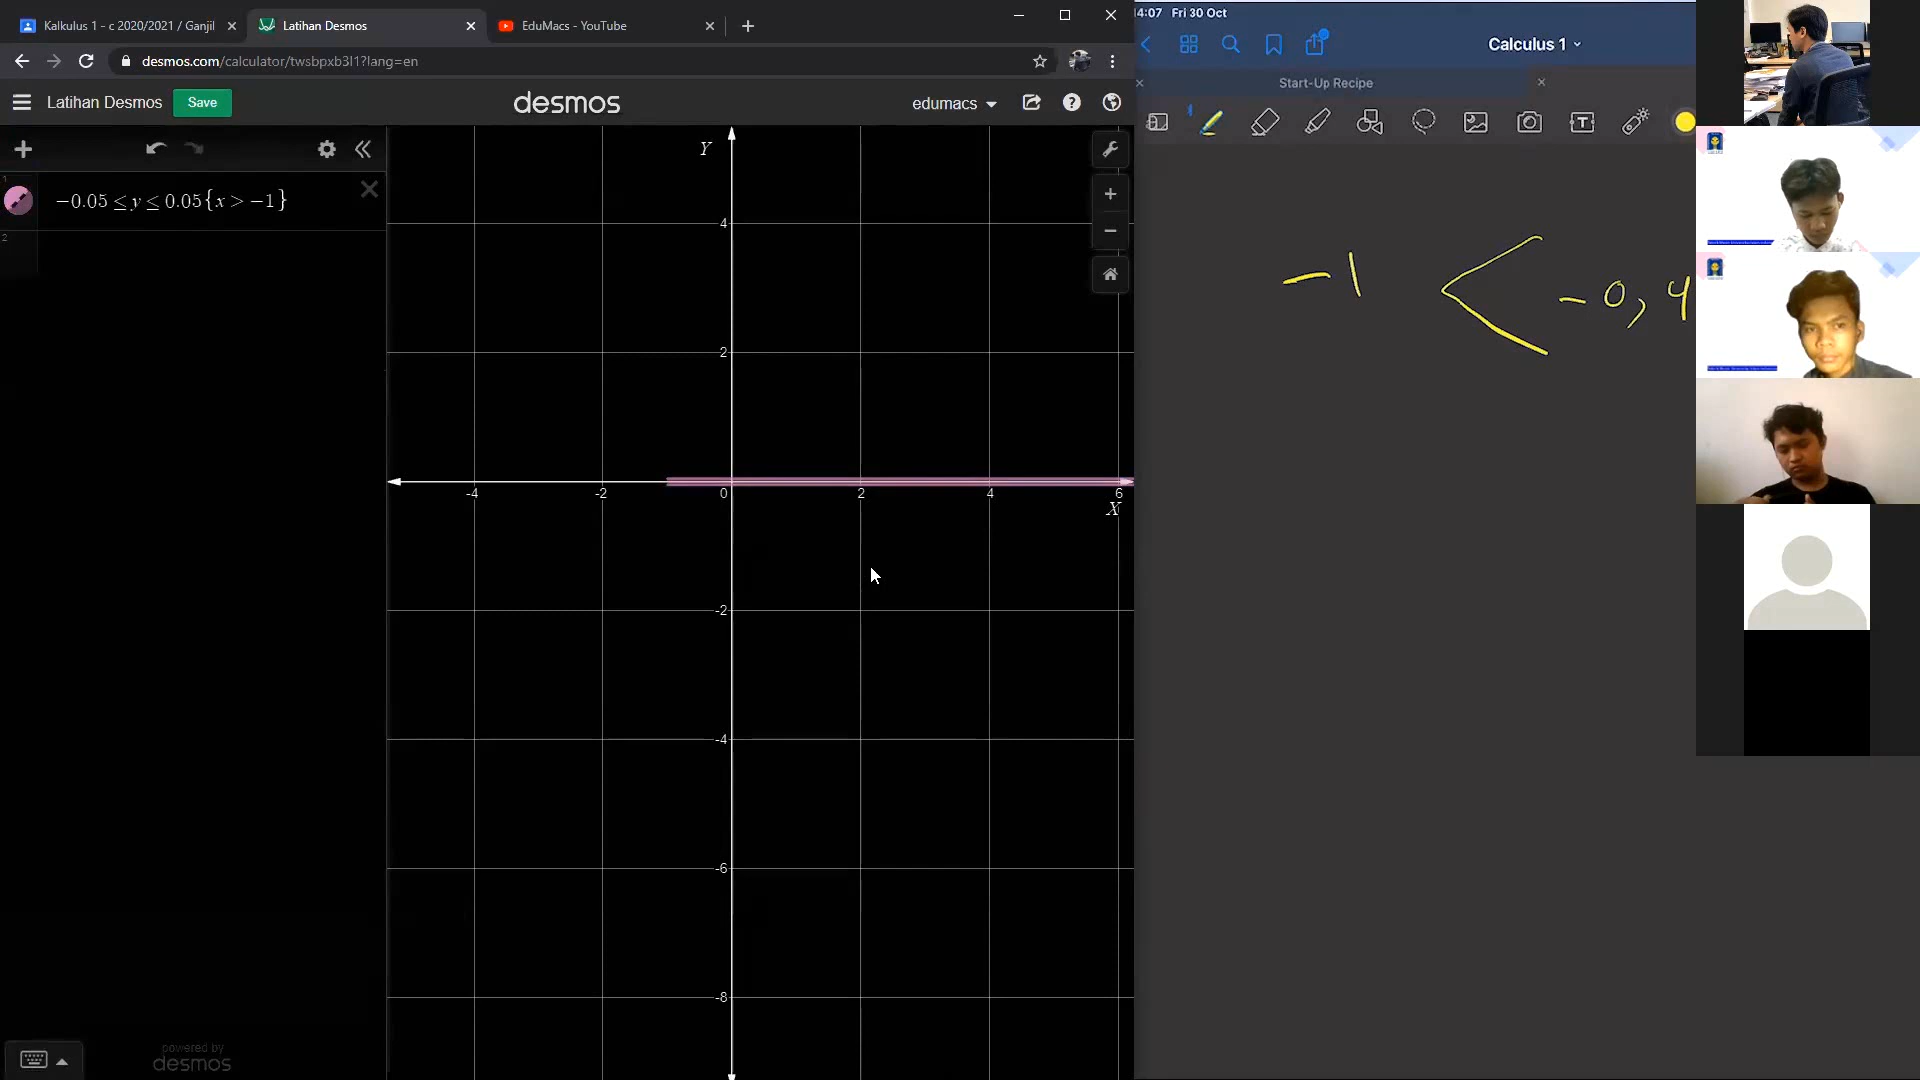 Kalkulus 1 - c 2020/2021 / Ganjil
Latihan Desmos
EduMacs - YouTube
desmos.com/calculator/twsbpxb3l1?lang=en
Latihan Desmos
Save
desmos
edumacs
1
−0.05 ≤ y ≤ 0.05{x > −1}
2
Y
4
2
-4
-2
0
2
4
6
X
-2
-4
-6
-8
powered by
desmos
14:07 Fri 30 Oct
Calculus 1
Start-Up Recipe
T
-1 < -0,4